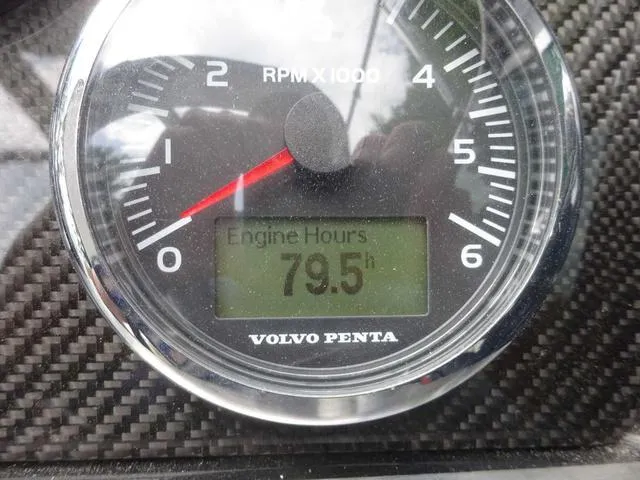 2
RPM X 1000
4
1
5
0
6
Engine Hours
79.5h
VOLVO PENTA